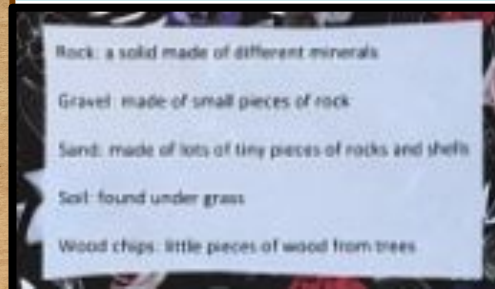 Rock: a solid made of different minerals
Gravel: made of small pieces of rock
Sand: made of lots of tiny pieces of rocks and shells
Soil: found under grass
Wood chips: little pieces of wood from trees